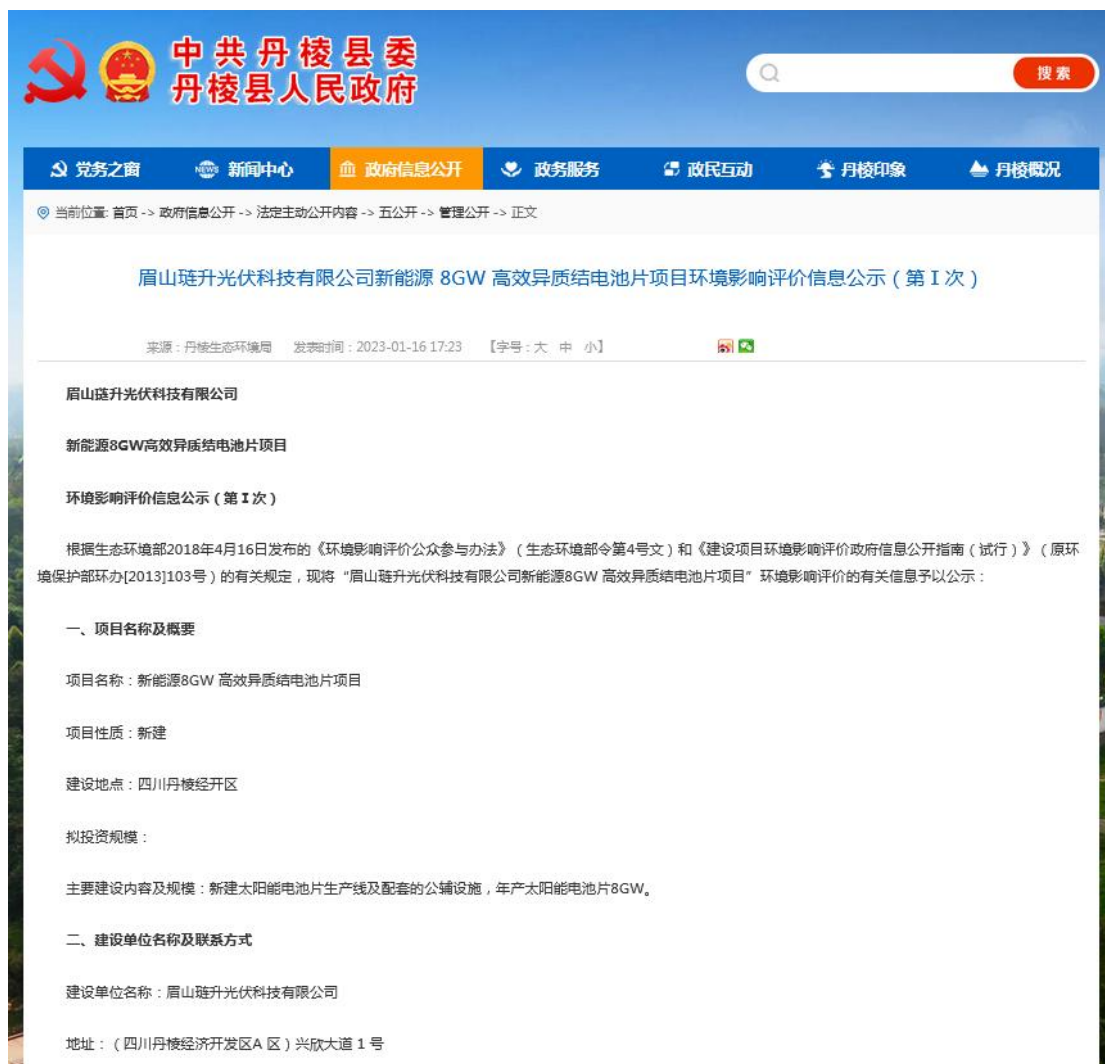 中共丹棱县委
丹棱县人民政府
搜素
党务之窗 NEWS 新闻中心 政府信息公开 政务服务 政民互动 丹棱印象 丹棱概况
当前位置: 首页 -> 政府信息公开 -> 法定主动公开内容 -> 五公开 -> 管理公开 -> 正文
眉山琏升光伏科技有限公司新能源 8GW 高效异质结电池片项目环境影响评价信息公示（第 I 次）
来源：丹棱生态环境局 发表时间：2023-01-16 17:23 【字号：大 中 小】
眉山琏升光伏科技有限公司
新能源8GW高效异质结电池片项目
环境影响评价信息公示（第 I 次）
根据生态环境部2018年4月16日发布的《环境影响评价公众参与办法》（生态环境部令第4号文）和《建设项目环境影响评价政府信息公开指南（试行）》（原环
境保护部环办[2013]103号）的有关规定，现将“眉山琏升光伏科技有限公司新能源8GW 高效异质结电池片项目”环境影响评价的有关信息予以公示：
一、项目名称及概要
项目名称：新能源8GW 高效异质结电池片项目
项目性质：新建
建设地点：四川丹棱经开区
拟投资规模：
主要建设内容及规模：新建太阳能电池片生产线及配套的公辅设施，年产太阳能电池片8GW。
二、建设单位名称及联系方式
建设单位名称：眉山琏升光伏科技有限公司
地址：（四川丹棱经济开发区A 区）兴欣大道 1 号